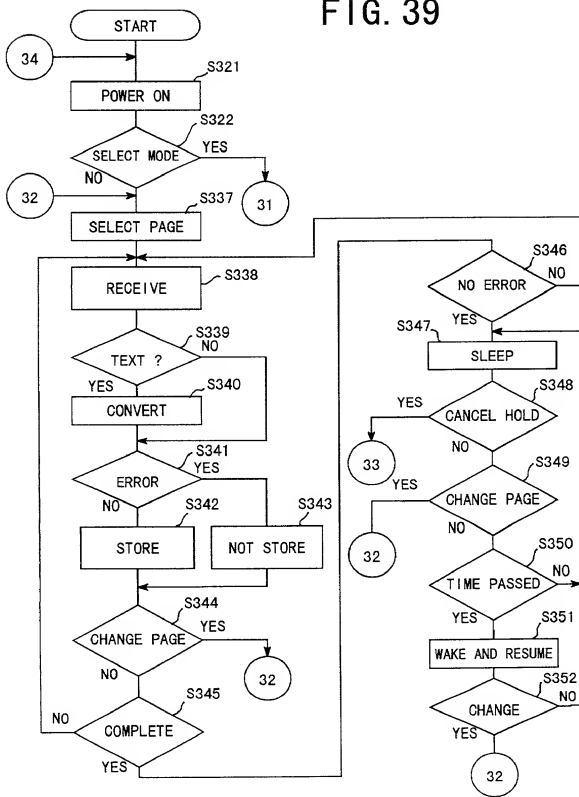 FIG. 39
START
34
S321
POWER ON
S322
SELECT MODE
YES
NO
31
32
S337
SELECT PAGE
S338
RECEIVE
S339
TEXT ?
NO
YES
S340
CONVERT
S341
ERROR
YES
NO
S342
STORE
S343
NOT STORE
S344
CHANGE PAGE
YES
NO
32
S345
COMPLETE
NO
YES
S346
NO ERROR
NO
YES
S347
SLEEP
S348
CANCEL HOLD
YES
NO
33
S349
CHANGE PAGE
YES
NO
32
S350
TIME PASSED
NO
YES
S351
WAKE AND RESUME
S352
CHANGE
NO
YES
32